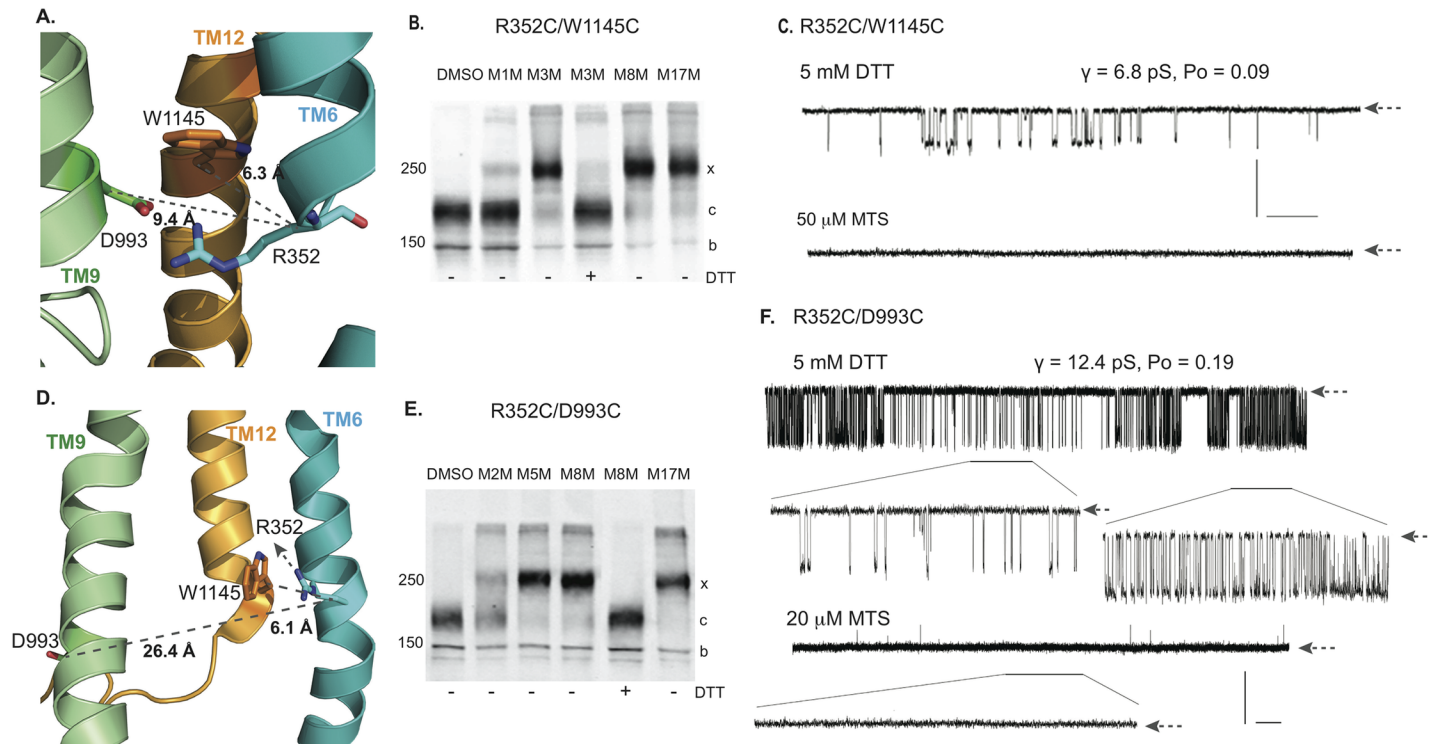 A.
TM12
W1145
TM6
6.3 Å
9.4 Å
D993
R352
TM9
B.
R352C/W1145C
DMSO M1M M3M M3M M8M M17M
250
x
c
150
b
- - - + - - DTT
C. R352C/W1145C
5 mM DTT γ = 6.8 pS, Po = 0.09
50 µM MTS
D.
TM9
TM12
TM6
R352
W1145
D993
6.1 Å
26.4 Å
E.
R352C/D993C
DMSO M2M M5M M8M M8M M17M
250
x
c
150
b
- - - - + - DTT
F. R352C/D993C
5 mM DTT γ = 12.4 pS, Po = 0.19
20 µM MTS